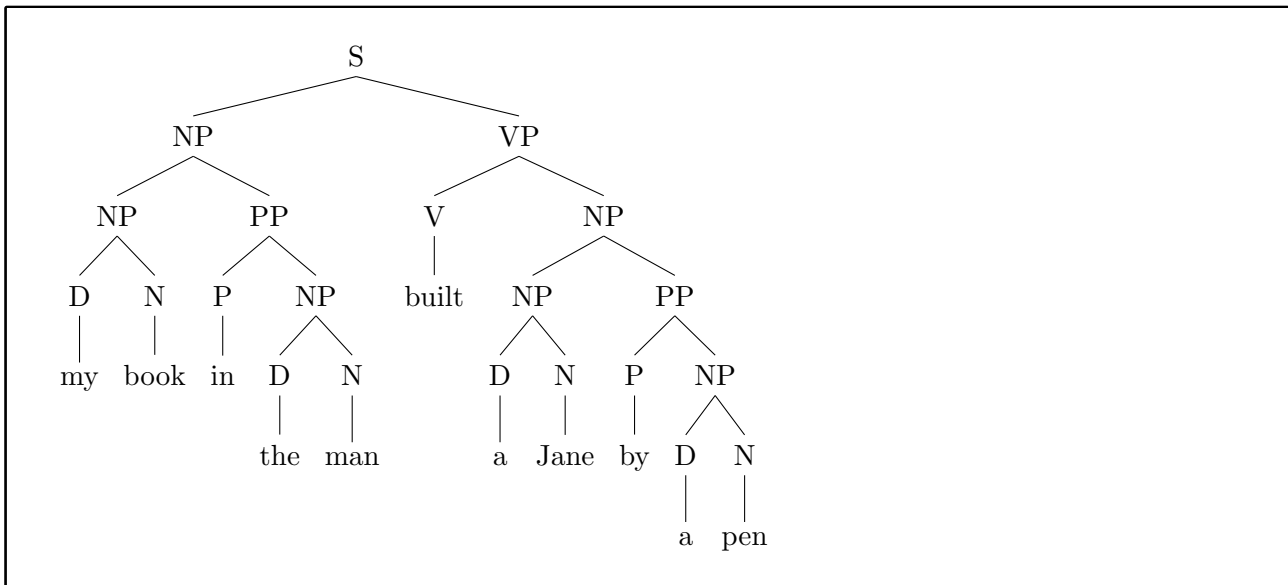 S
NP VP
NP PP V NP
D N P NP built NP PP
my book in D N D N P NP
the man a Jane by D N
a pen